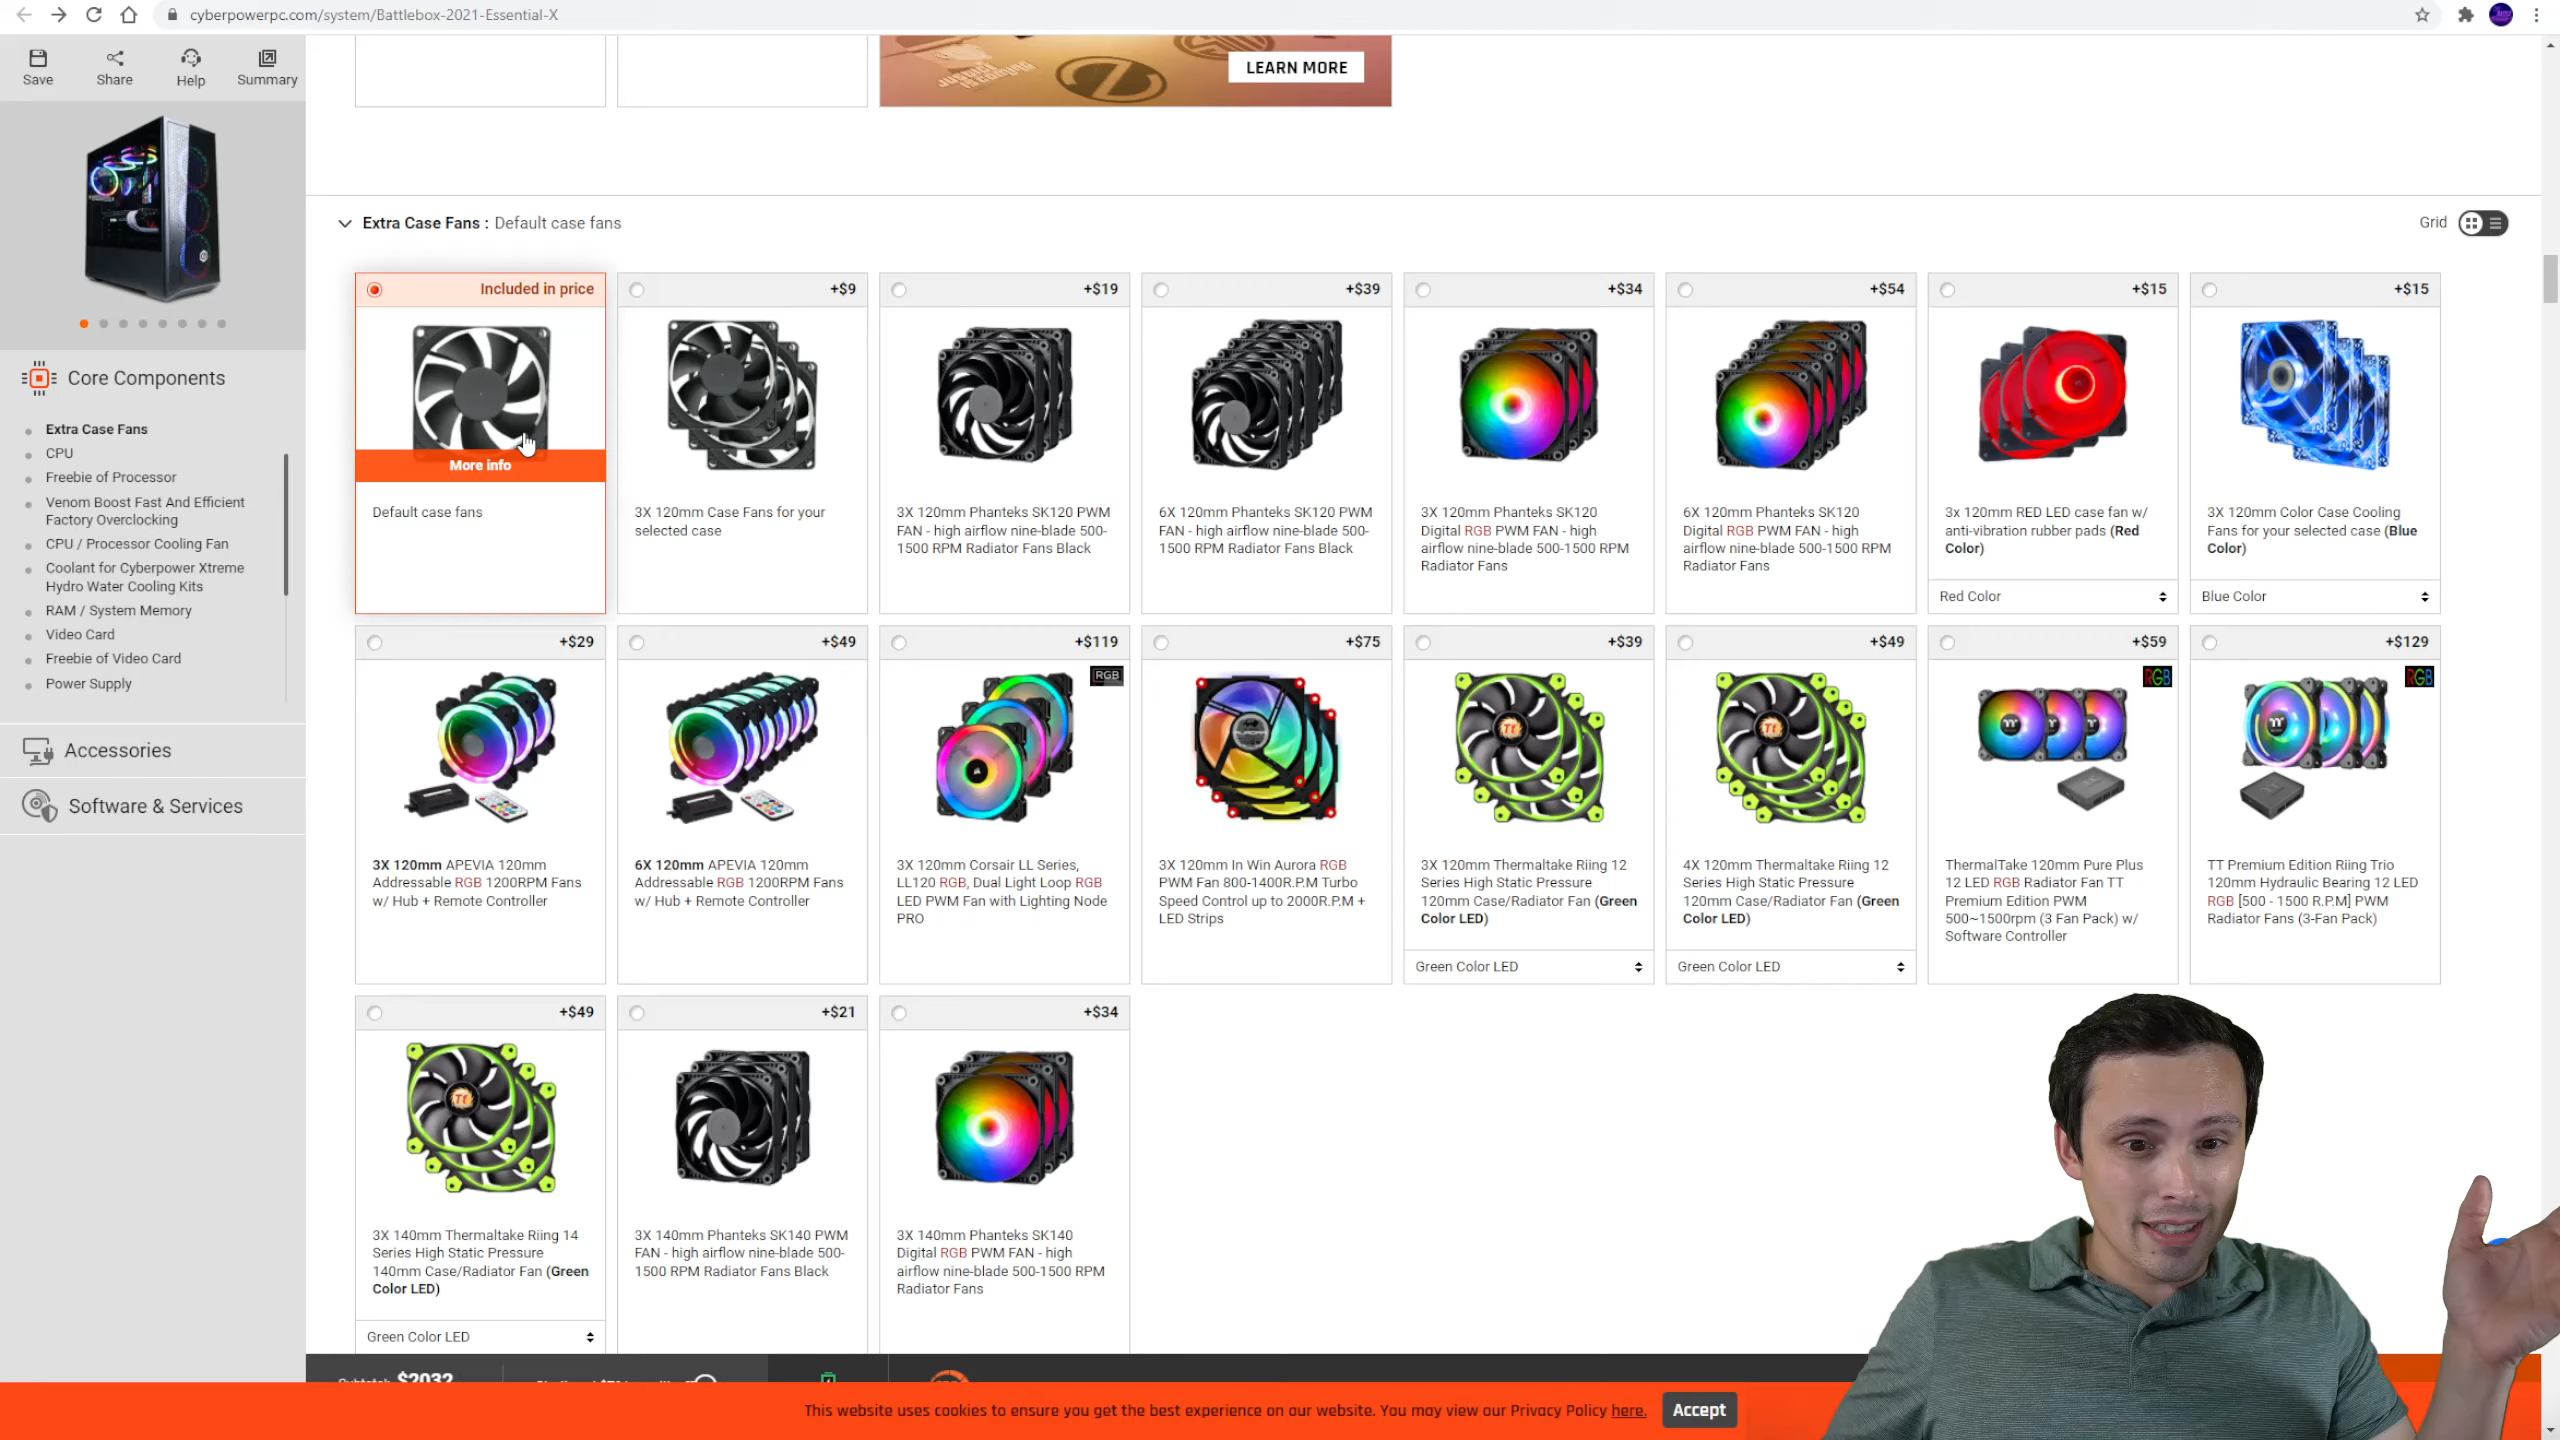 cyberpowerpc.com/system/Battlebox-2021-Essential-X
Save
Share
Help
Summary
LEARN MORE
Core Components
Extra Case Fans
CPU
Freebie of Processor
Venom Boost Fast And Efficient
Factory Overclocking
CPU / Processor Cooling Fan
Coolant for Cyberpower Xtreme
Hydro Water Cooling Kits
RAM / System Memory
Video Card
Freebie of Video Card
Power Supply
Accessories
Software & Services
Extra Case Fans : Default case fans
Grid
Included in price
More info
Default case fans
+$9
3X 120mm Case Fans for your
selected case
+$19
3X 120mm Phanteks SK120 PWM
FAN - high airflow nine-blade 500-
1500 RPM Radiator Fans Black
+$39
6X 120mm Phanteks SK120 PWM
FAN - high airflow nine-blade 500-
1500 RPM Radiator Fans Black
+$34
3X 120mm Phanteks SK120
Digital RGB PWM FAN - high
airflow nine-blade 500-1500 RPM
Radiator Fans
+$54
6X 120mm Phanteks SK120
Digital RGB PWM FAN - high
airflow nine-blade 500-1500 RPM
Radiator Fans
+$15
3x 120mm RED LED case fan w/
anti-vibration rubber pads (Red
Color)
Red Color
+$15
3X 120mm Color Case Cooling
Fans for your selected case (Blue
Color)
Blue Color
+$29
3X 120mm APEVIA 120mm
Addressable RGB 1200RPM Fans
w/ Hub + Remote Controller
+$49
6X 120mm APEVIA 120mm
Addressable RGB 1200RPM Fans
w/ Hub + Remote Controller
+$119
RGB
3X 120mm Corsair LL Series,
LL120 RGB, Dual Light Loop RGB
LED PWM Fan with Lighting Node
PRO
+$75
3X 120mm In Win Aurora RGB
PWM Fan 800-1400R.P.M Turbo
Speed Control up to 2000R.P.M +
LED Strips
+$39
3X 120mm Thermaltake Riing 12
Series High Static Pressure
120mm Case/Radiator Fan (Green
Color LED)
Green Color LED
+$49
4X 120mm Thermaltake Riing 12
Series High Static Pressure
120mm Case/Radiator Fan (Green
Color LED)
Green Color LED
+$59
RGB
ThermalTake 120mm Pure Plus
12 LED RGB Radiator Fan TT
Premium Edition PWM
500~1500rpm (3 Fan Pack) w/
Software Controller
+$129
RGB
TT Premium Edition Riing Trio
120mm Hydraulic Bearing 12 LED
RGB [500 - 1500 R.P.M] PWM
Radiator Fans (3-Fan Pack)
+$49
3X 140mm Thermaltake Riing 14
Series High Static Pressure
140mm Case/Radiator Fan (Green
Color LED)
Green Color LED
+$21
3X 140mm Phanteks SK140 PWM
FAN - high airflow nine-blade 500-
1500 RPM Radiator Fans Black
+$34
3X 140mm Phanteks SK140
Digital RGB PWM FAN - high
airflow nine-blade 500-1500 RPM
Radiator Fans
$2032
This website uses cookies to ensure you get the best experience on our website. You may view our Privacy Policy here.
Accept